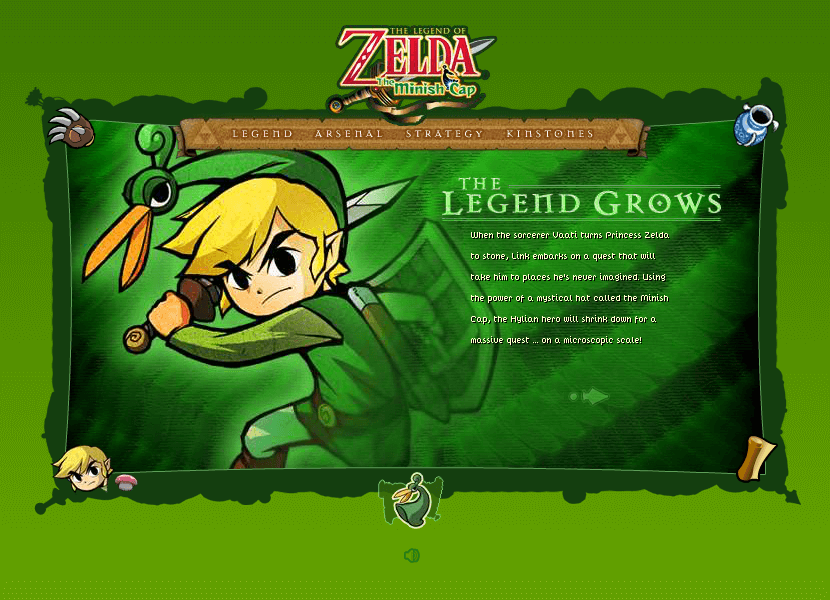 THE LEGEND OF
ZELDA
The Minish Cap
LEGEND ARSENAL STRATEGY KINSTONES
THE
LEGEND GROWS
When the sorcerer Vaati turns Princess Zelda
to stone, Link embarks on a quest that will
take him to places he's never imagined. Using
the power of a mystical hat called the Minish
Cap, the Hylian hero will shrink down for a
massive quest ... on a microscopic scale!